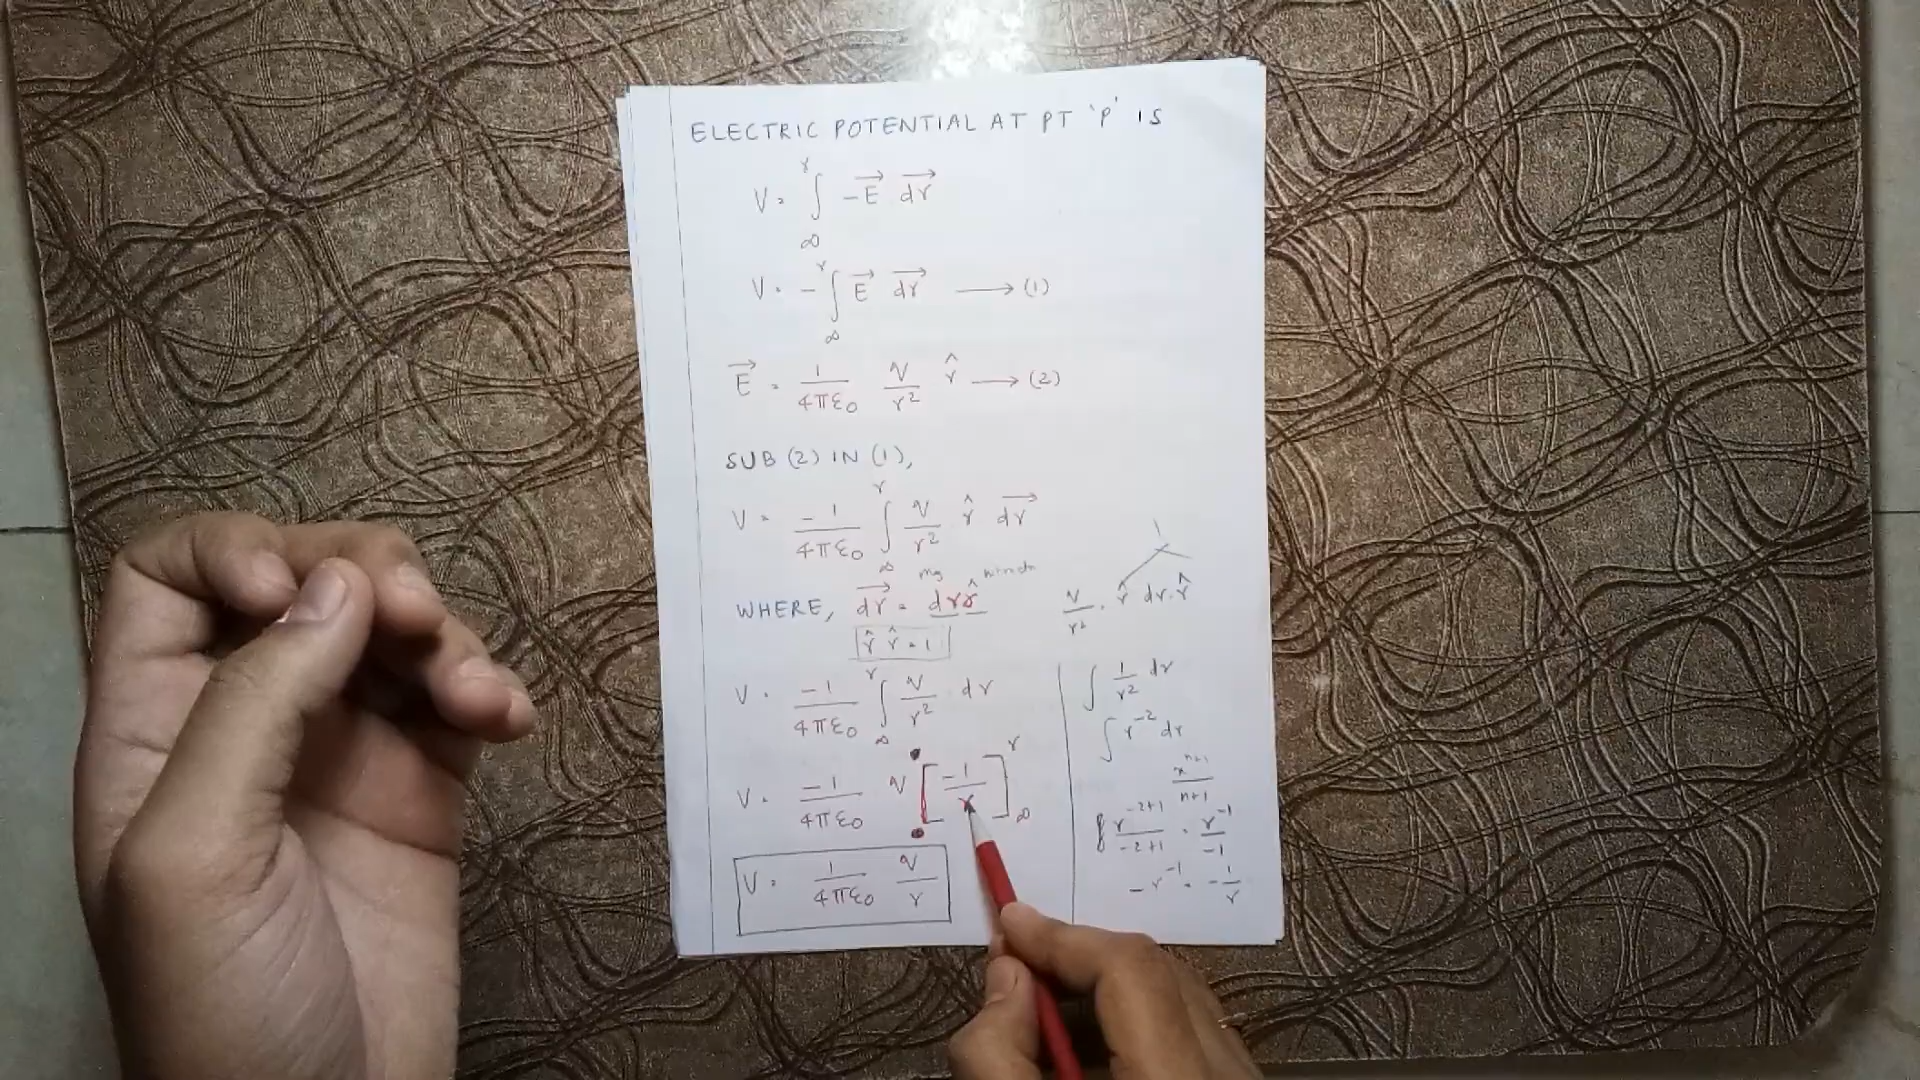 ELECTRIC POTENTIAL AT PT 'P' IS
V = ∫_∞^r -E⃗ dr⃗
V = -∫_∞^r E⃗ dr⃗ ⟶ (1)
E⃗ = 1/4πε₀ q/r² r̂ ⟶ (2)
SUB (2) IN (1),
V = -1/4πε₀ ∫_∞^r q/r² r̂ dr⃗
WHERE, dr⃗ = dr r̂
r̂ r̂ = 1
V = -1/4πε₀ ∫_∞^r q/r² dr
V = -1/4πε₀ q [-1/r]_∞^r
V = 1/4πε₀ q/r
q/r² . r̂ dr . r̂
∫ 1/r² dr
∫ r⁻² dr
xⁿ⁺¹/n+1
r⁻²⁺¹/-2+1 = r⁻¹/-1
-r⁻¹ = -1/r